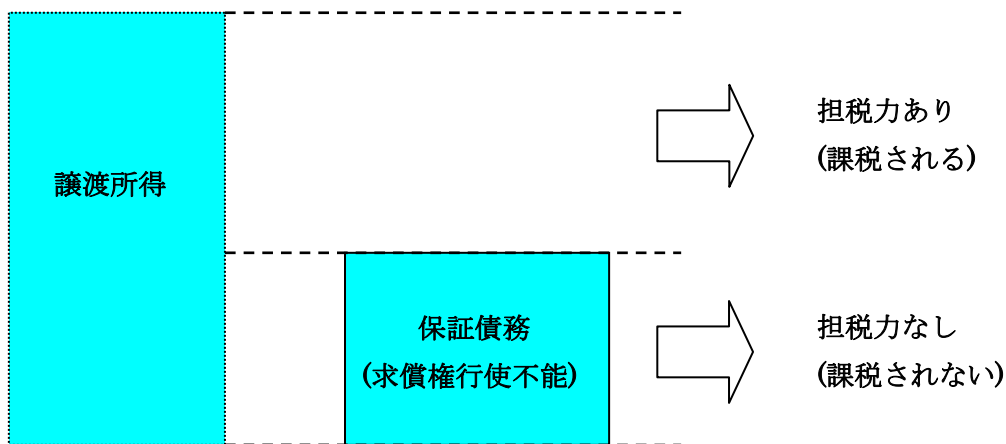 譲渡所得
担税力あり
(課税される)
保証債務
(求償権行使不能)
担税力なし
(課税されない)